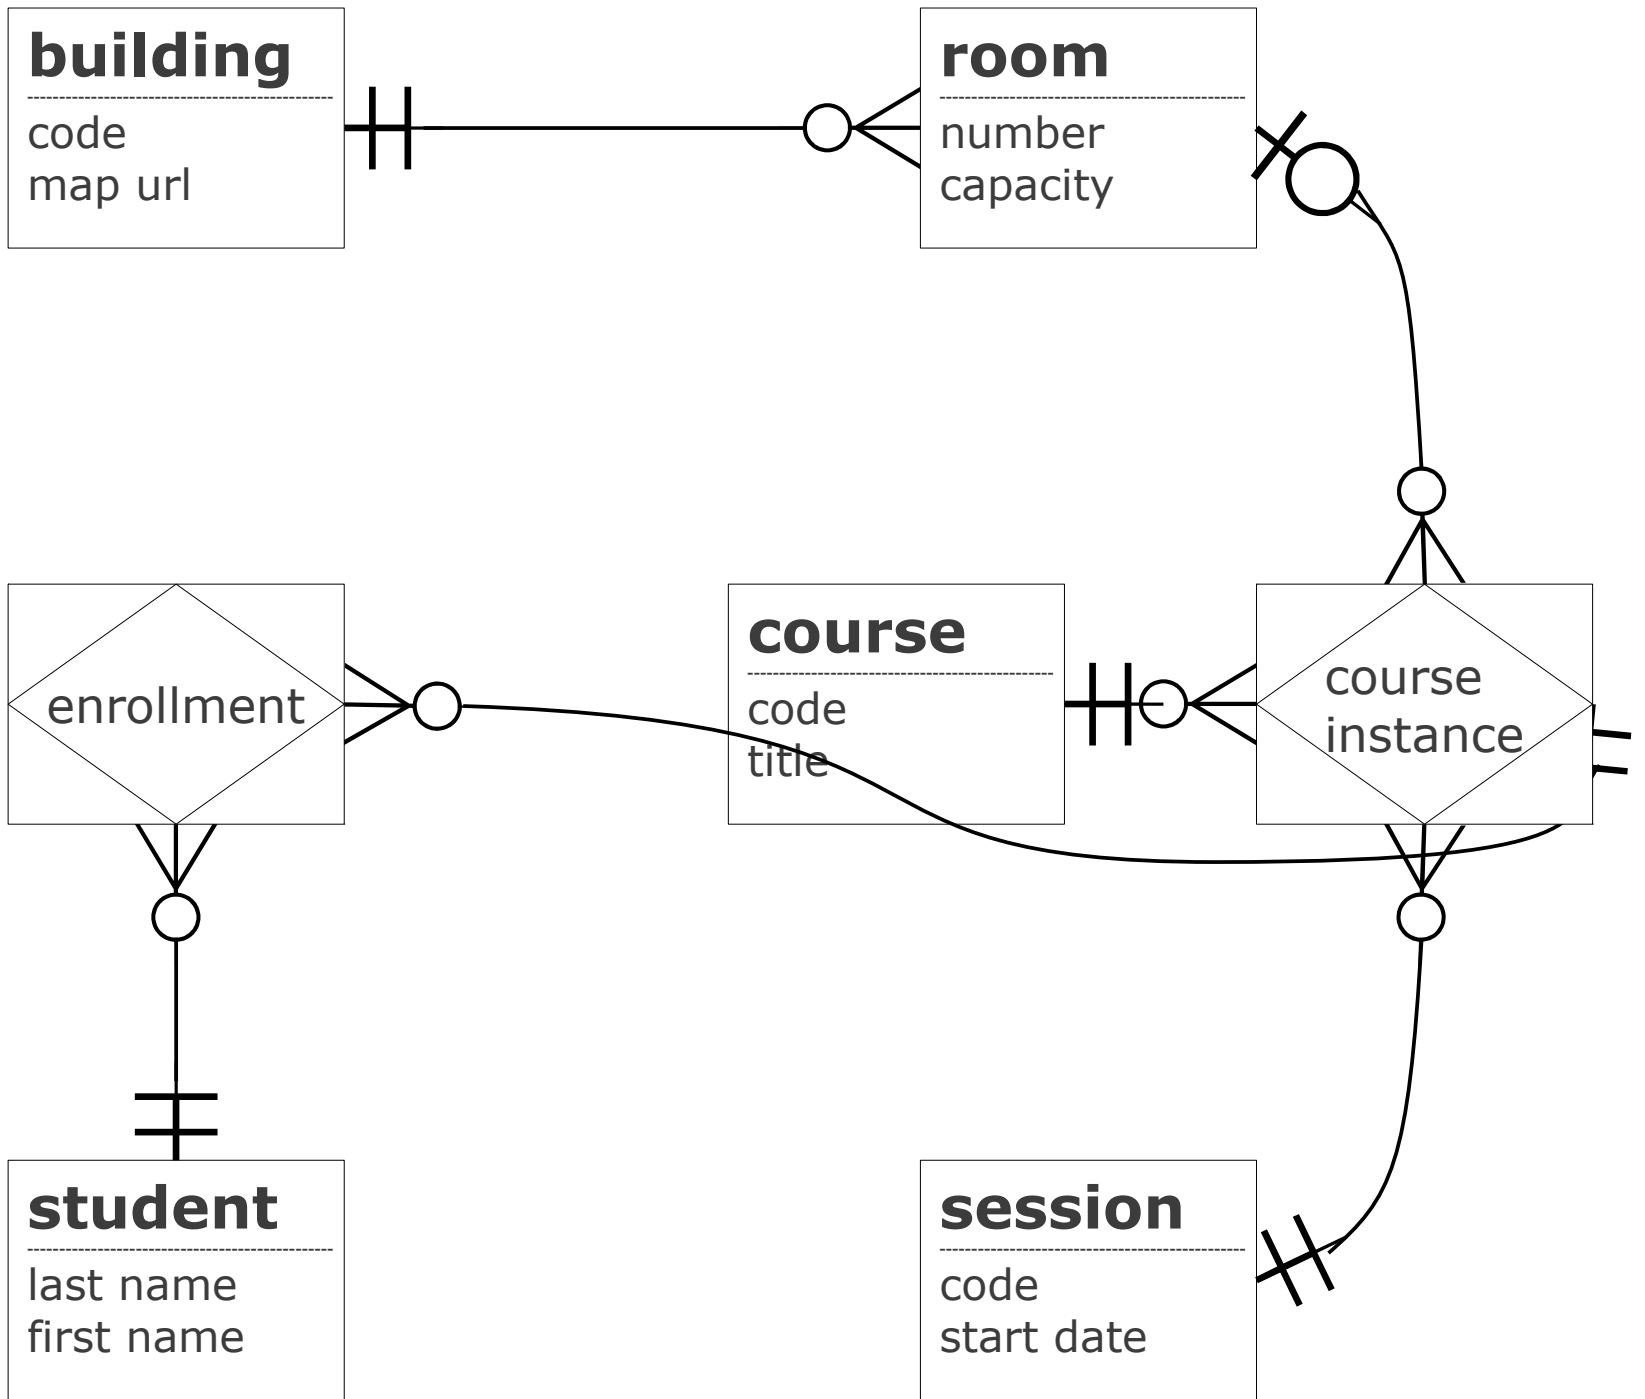 building
code
map url
room
number
capacity
enrollment
course
code
title
course
instance
student
last name
first name
session
code
start date